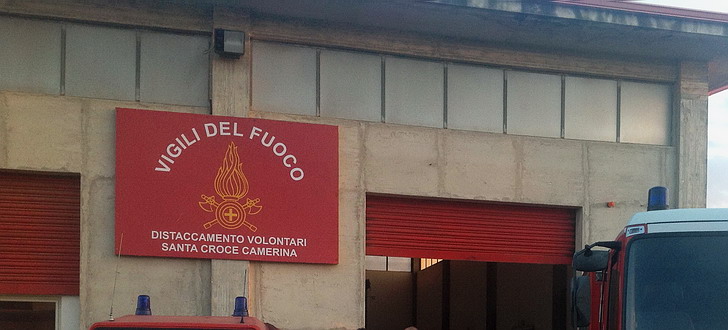 VIGILI DEL FUOCO
DISTACCAMENTO VOLONTARI
SANTA CROCE CAMERINA